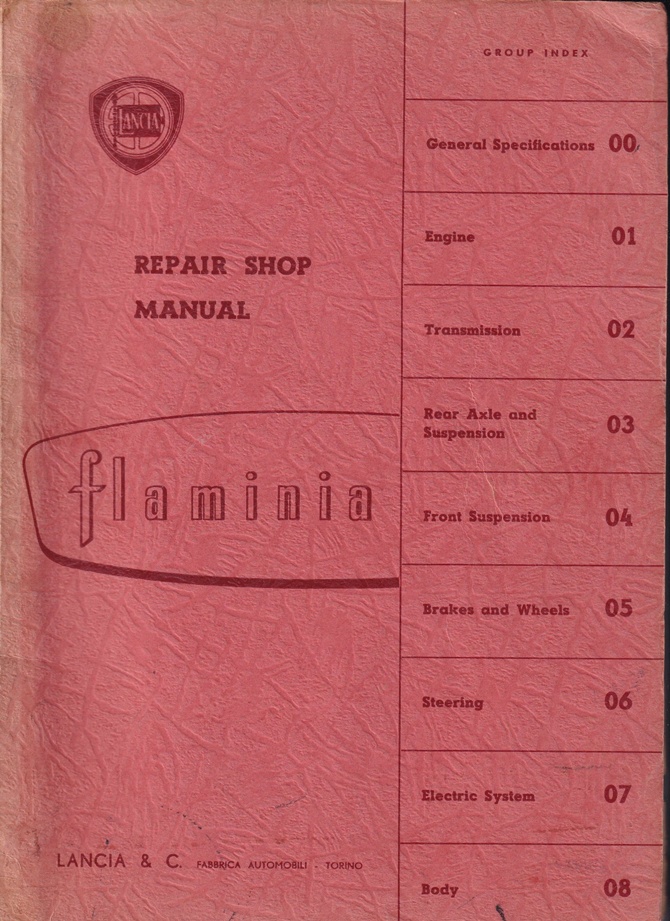 LANCIA
REPAIR SHOP
MANUAL
flaminia
LANCIA & C. FABBRICA AUTOMOBILI - TORINO
GROUP INDEX
General Specifications 00
Engine 01
Transmission 02
Rear Axle and
Suspension 03
Front Suspension 04
Brakes and Wheels 05
Steering 06
Electric System 07
Body 08